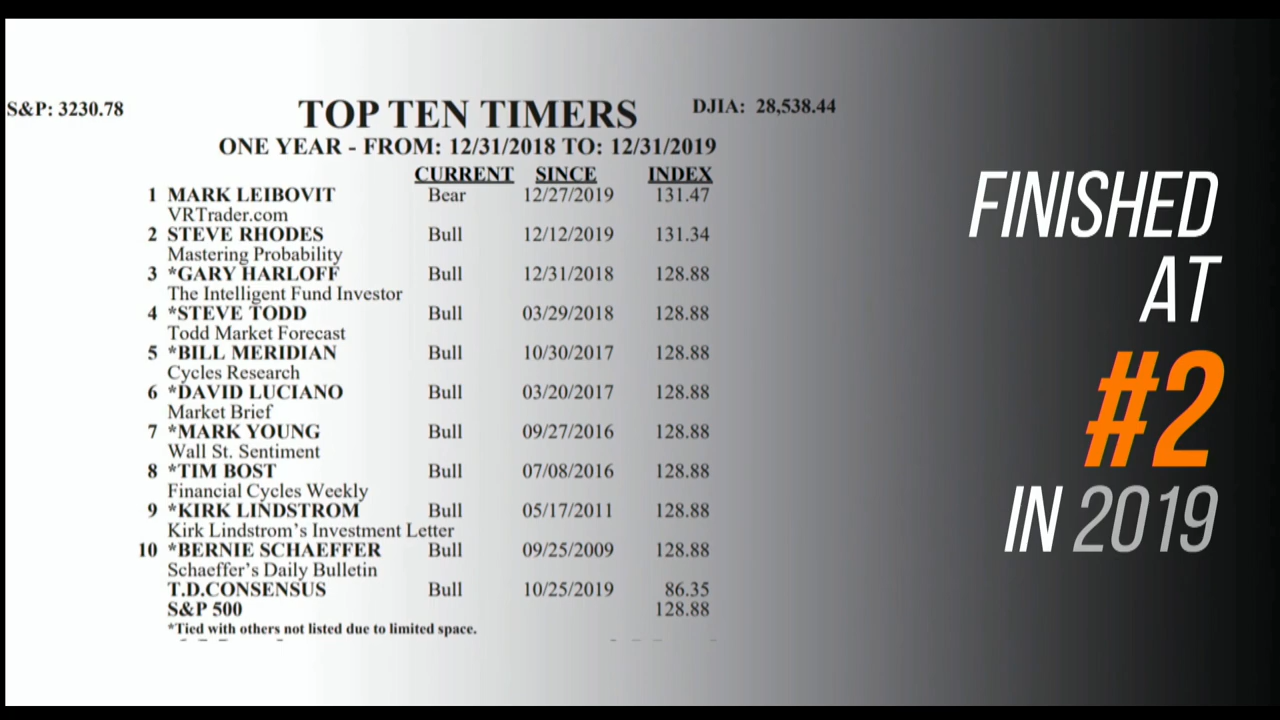 S&P: 3230.78
TOP TEN TIMERS
DJIA: 28,538.44
ONE YEAR - FROM: 12/31/2018 TO: 12/31/2019
CURRENT SINCE INDEX
1 MARK LEIBOVIT Bear 12/27/2019 131.47
VRTrader.com
2 STEVE RHODES Bull 12/12/2019 131.34
Mastering Probability
3 *GARY HARLOFF Bull 12/31/2018 128.88
The Intelligent Fund Investor
4 *STEVE TODD Bull 03/29/2018 128.88
Todd Market Forecast
5 *BILL MERIDIAN Bull 10/30/2017 128.88
Cycles Research
6 *DAVID LUCIANO Bull 03/20/2017 128.88
Market Brief
7 *MARK YOUNG Bull 09/27/2016 128.88
Wall St. Sentiment
8 *TIM BOST Bull 07/08/2016 128.88
Financial Cycles Weekly
9 *KIRK LINDSTROM Bull 05/17/2011 128.88
Kirk Lindstrom's Investment Letter
10 *BERNIE SCHAEFFER Bull 09/25/2009 128.88
Schaeffer's Daily Bulletin
T.D.CONSENSUS Bull 10/25/2019 86.35
S&P 500 128.88
*Tied with others not listed due to limited space.
FINISHED
AT
#2
IN 2019